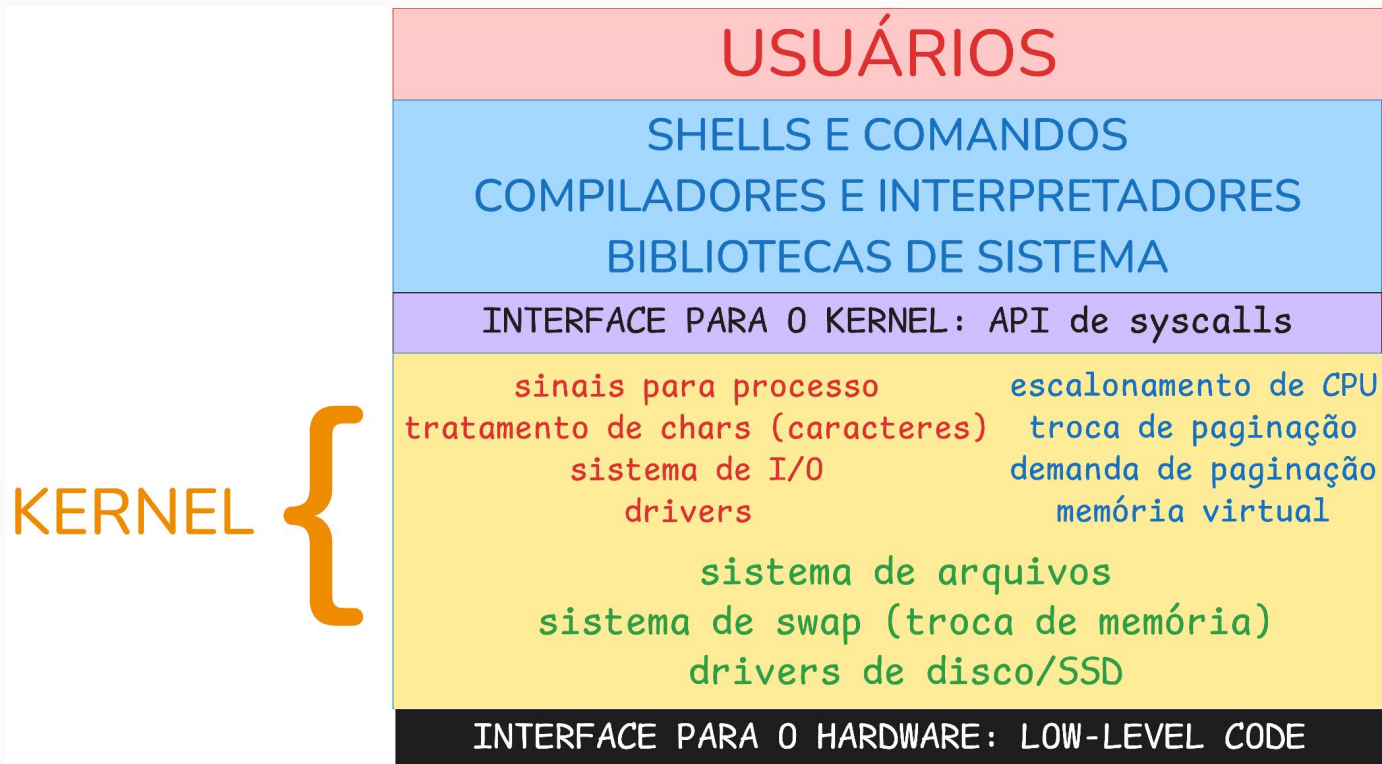 USUÁRIOS
SHELLS E COMANDOS
COMPILADORES E INTERPRETADORES
BIBLIOTECAS DE SISTEMA
INTERFACE PARA O KERNEL: API de syscalls
KERNEL
sinais para processo
tratamento de chars (caracteres)
sistema de I/O
drivers
escalonamento de CPU
troca de paginação
demanda de paginação
memória virtual
sistema de arquivos
sistema de swap (troca de memória)
drivers de disco/SSD
INTERFACE PARA O HARDWARE: LOW-LEVEL CODE